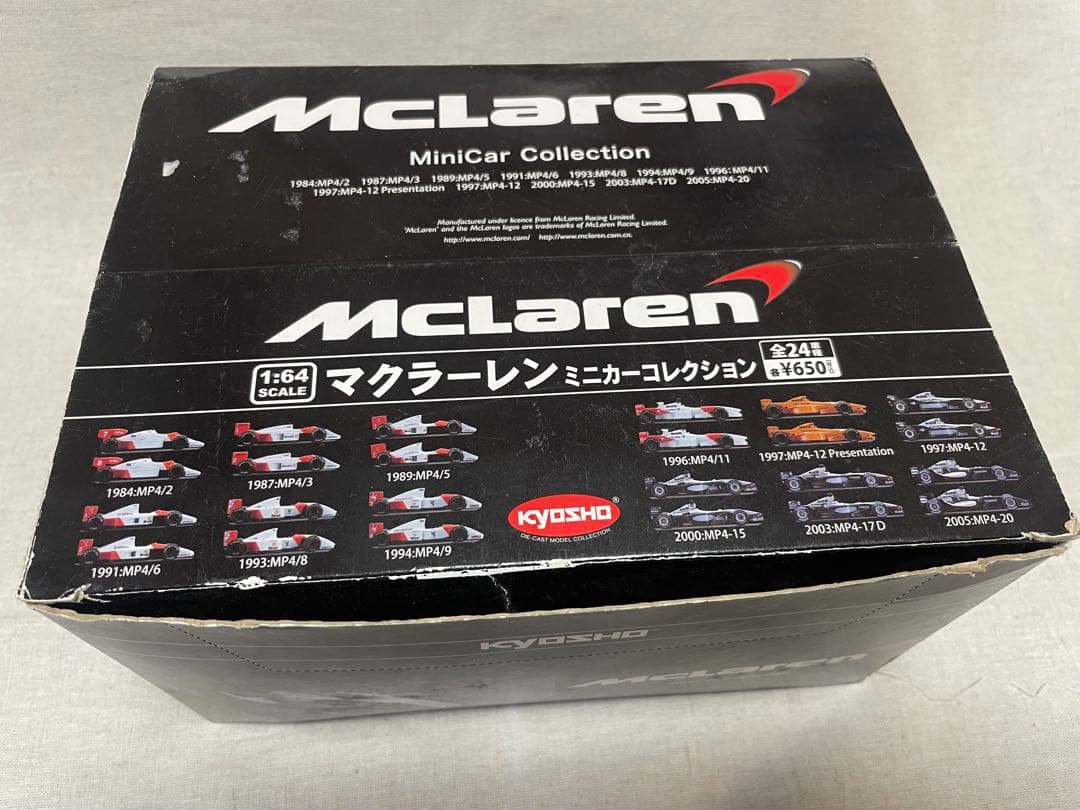 McLaren
MiniCar Collection
1984:MP4/2 1987:MP4/3 1989:MP4/5 1991:MP4/6 1993:MP4/8 1994:MP4/9 1996:MP4/11
1997:MP4-12 Presentation 1997:MP4-12 2000:MP4-15 2003:MP4-17D 2005:MP4-20
Manufactured under licence from McLaren Racing Limited.
'McLaren' and the McLaren logos are trademarks of McLaren Racing Limited.
http://www.mclaren.com/ http://www.mclaren.com.cn.
McLaren
1:64
SCALE
マクラーレン ミニカーコレクション
全24車種
各¥650
1984:MP4/2
1987:MP4/3
1989:MP4/5
1996:MP4/11
1997:MP4-12 Presentation
1997:MP4-12
1991:MP4/6
1993:MP4/8
1994:MP4/9
KYOSHO
DIE-CAST MODEL COLLECTION
2000:MP4-15
2003:MP4-17D
2005:MP4-20
KYOSHO
McLaren